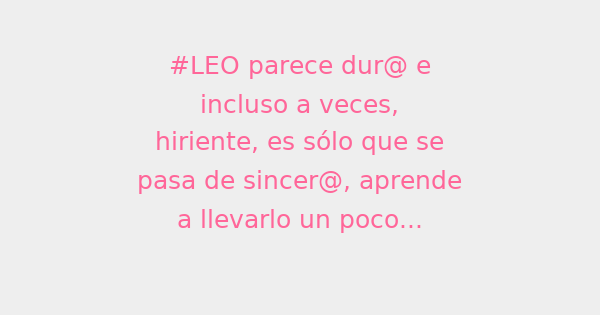 #LEO parece dur@ e
incluso a veces,
hiriente, es sólo que se
pasa de sincer@, aprende
a llevarlo un poco...